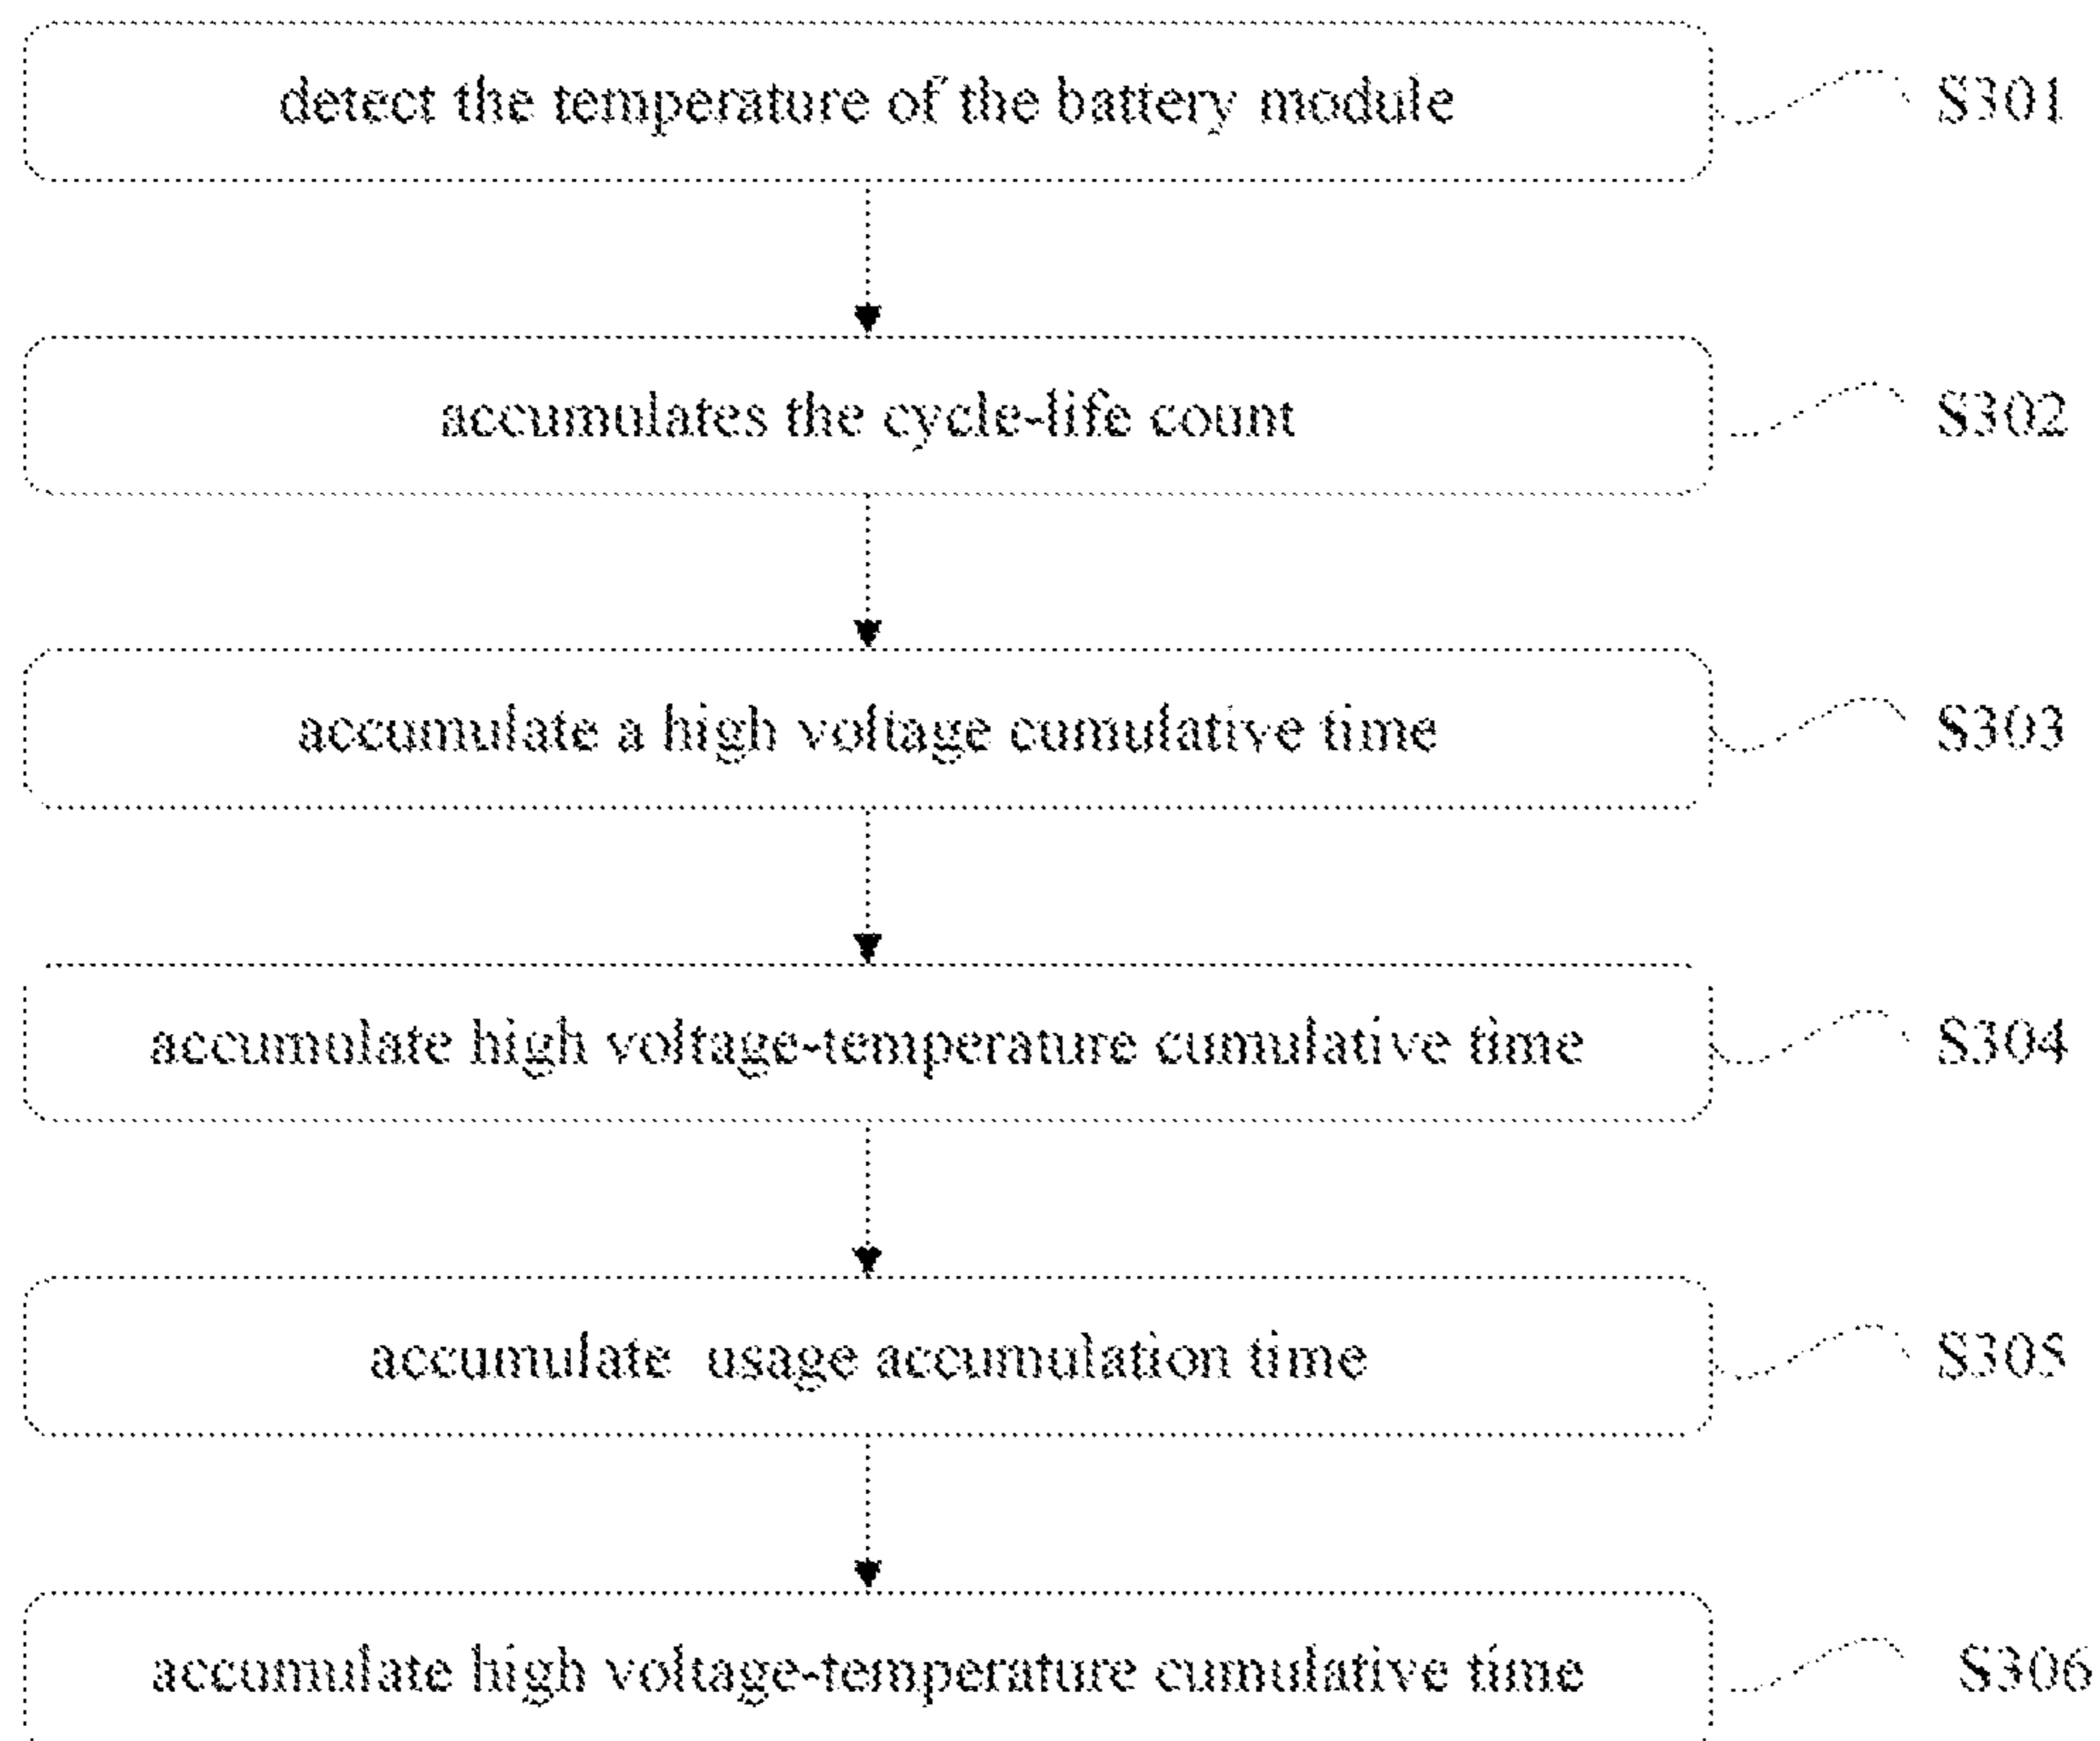 detect the temperature of the battery module S301
accumulates the cycle-life count S302
accumulate a high voltage cumulative time S303
accumulate high voltage-temperature cumulative time S304
accumulate usage accumulation time S305
accumulate high voltage-temperature cumulative time S306